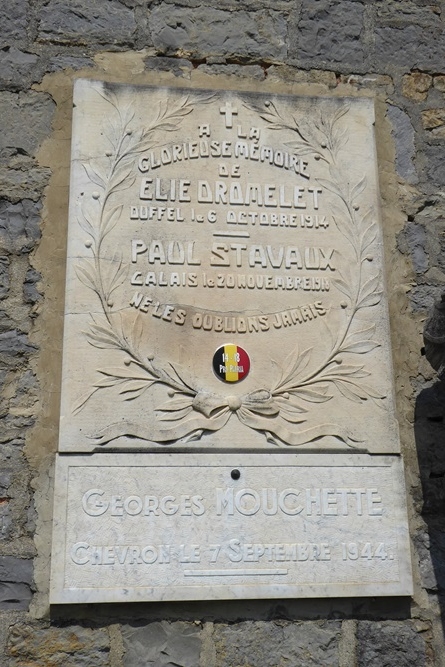 A LA
GLORIEUSE MÉMOIRE
DE
ELIE DROMELET
DUFFEL LE 6 OCTOBRE 1914
PAUL STAVAUX
CALAIS LE 20 NOVEMBRE
NE LES OUBLIONS JAMAIS
14-18
GEORGES MOUCHETTE
CHEVRON LE 7 SEPTEMBRE 1944